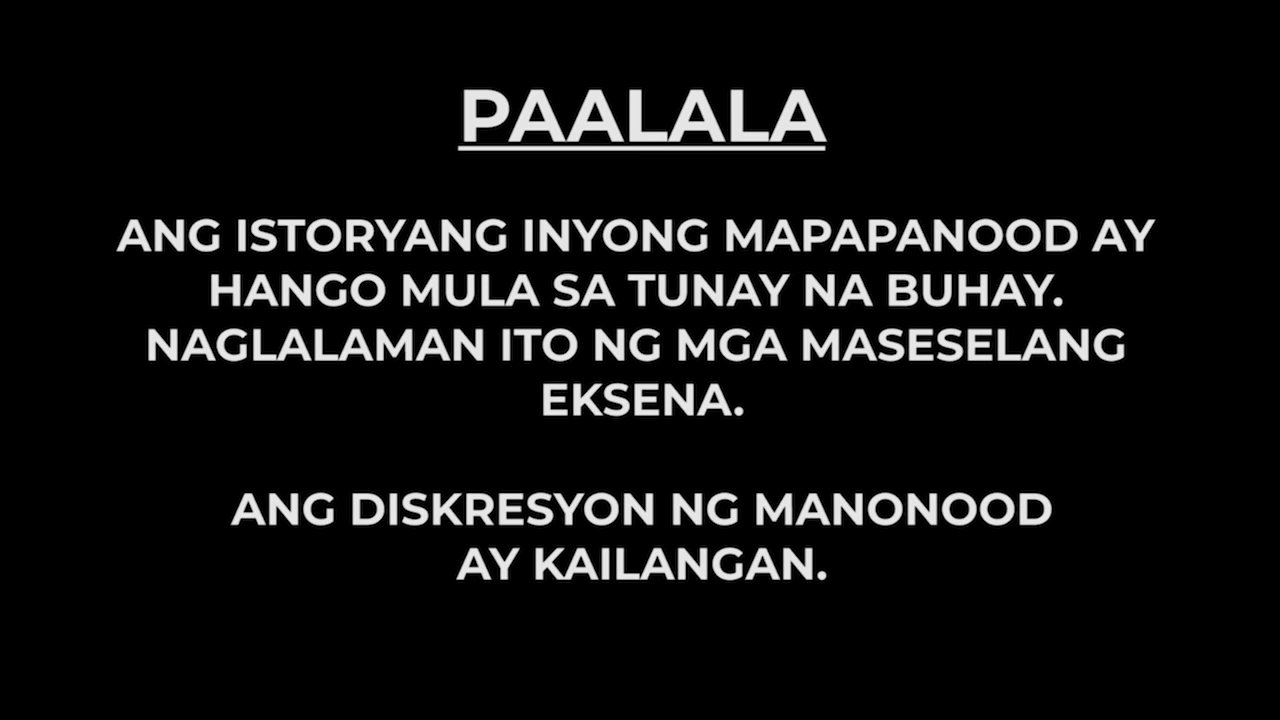 PAALALA
ANG ISTORYANG INYONG MAPAPANOOD AY
HANGO MULA SA TUNAY NA BUHAY.
NAGLALAMAN ITO NG MGA MASESELANG
EKSENA.
ANG DISKRESYON NG MANONOOD
AY KAILANGAN.